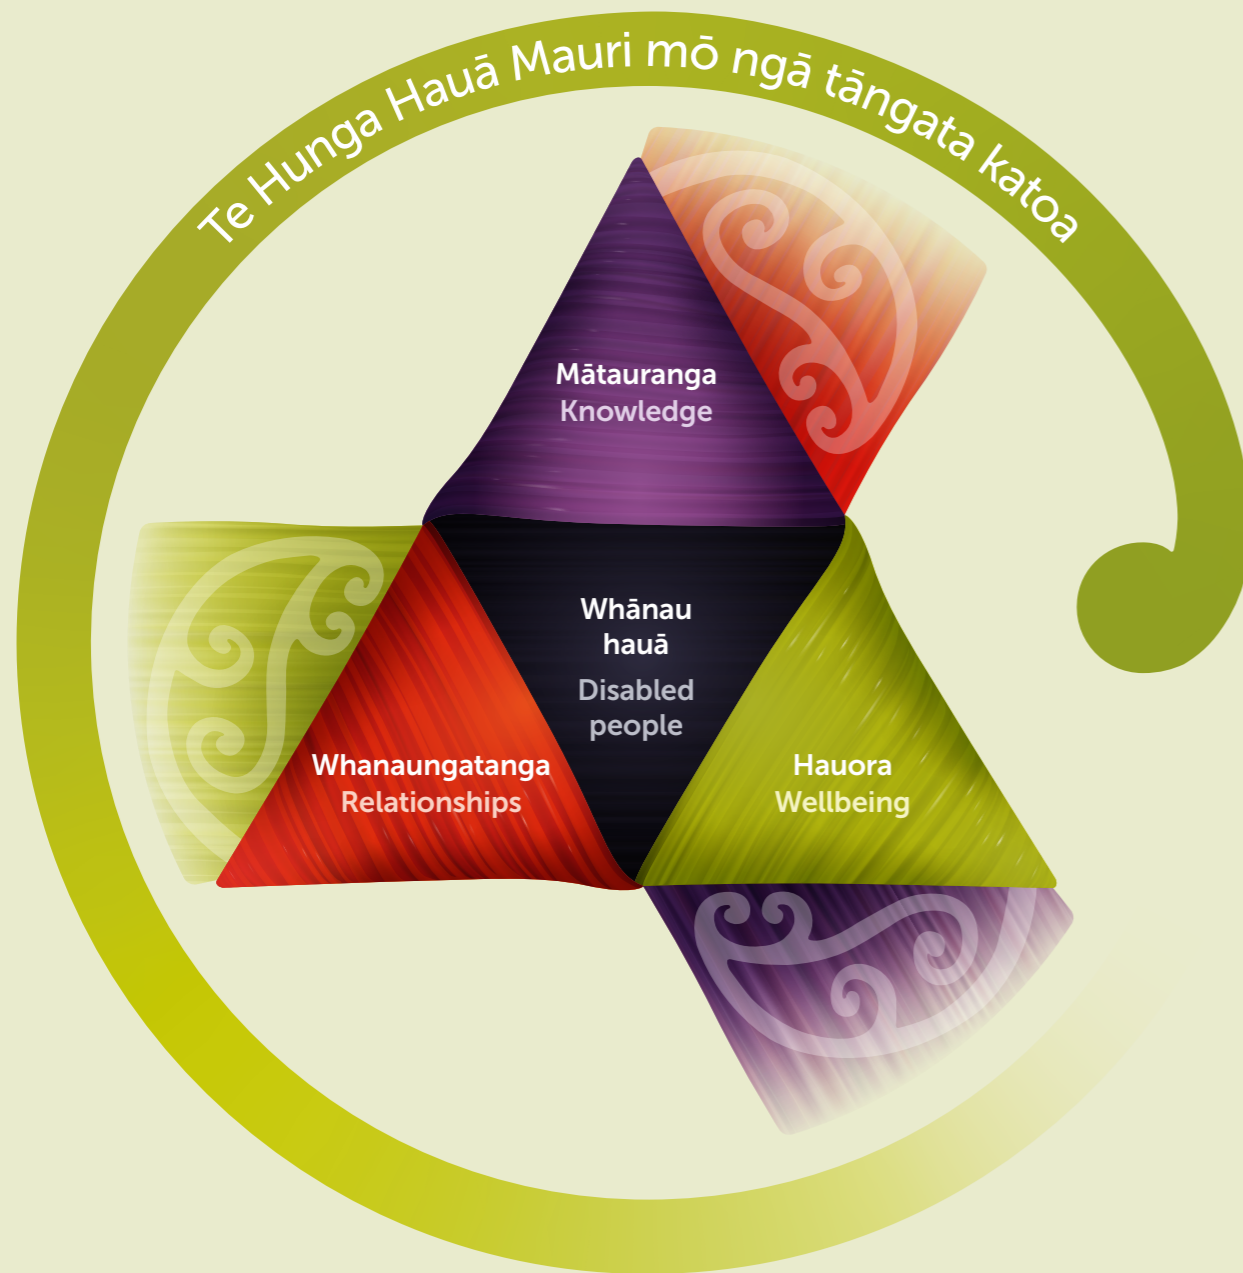 Te Hunga Hauā Mauri mō ngā tāngata katoa
Mātauranga
Knowledge
Whānau
hauā
Disabled
people
Whanaungatanga
Relationships
Hauora
Wellbeing